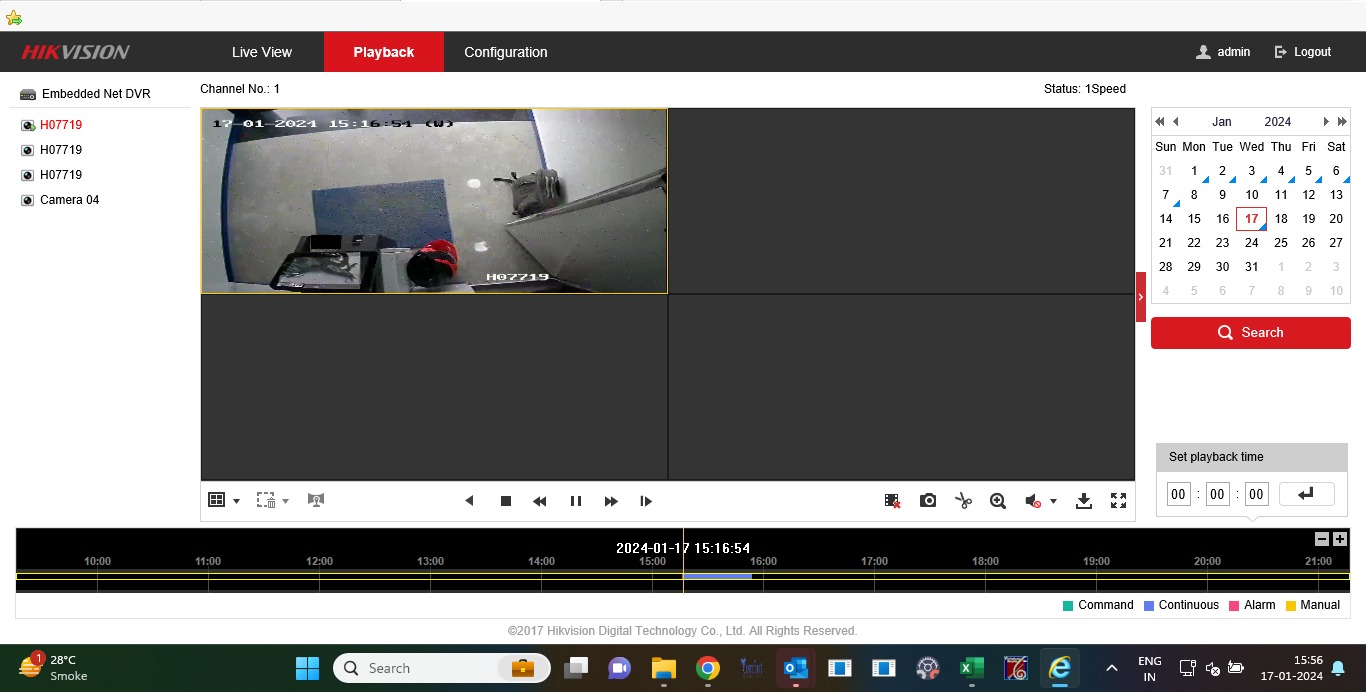 HIKVISION
Live View
Playback
Configuration
admin
Logout
Embedded Net DVR
H07719
H07719
H07719
Camera 04
Channel No.: 1
Status: 1Speed
17-01-2024 15:16:54 (W)
H07719
Jan 2024
Sun Mon Tue Wed Thu Fri Sat
31 1 2 3 4 5 6
7 8 9 10 11 12 13
14 15 16 17 18 19 20
21 22 23 24 25 26 27
28 29 30 31 1 2 3
4 5 6 7 8 9 10
Search
Set playback time
00 : 00 : 00
2024-01-17 15:16:54
10:00 11:00 12:00 13:00 14:00 15:00 16:00 17:00 18:00 19:00 20:00 21:00
Command Continuous Alarm Manual
©2017 Hikvision Digital Technology Co., Ltd. All Rights Reserved.
1
28°C
Smoke
Search
ENG
IN
15:56
17-01-2024